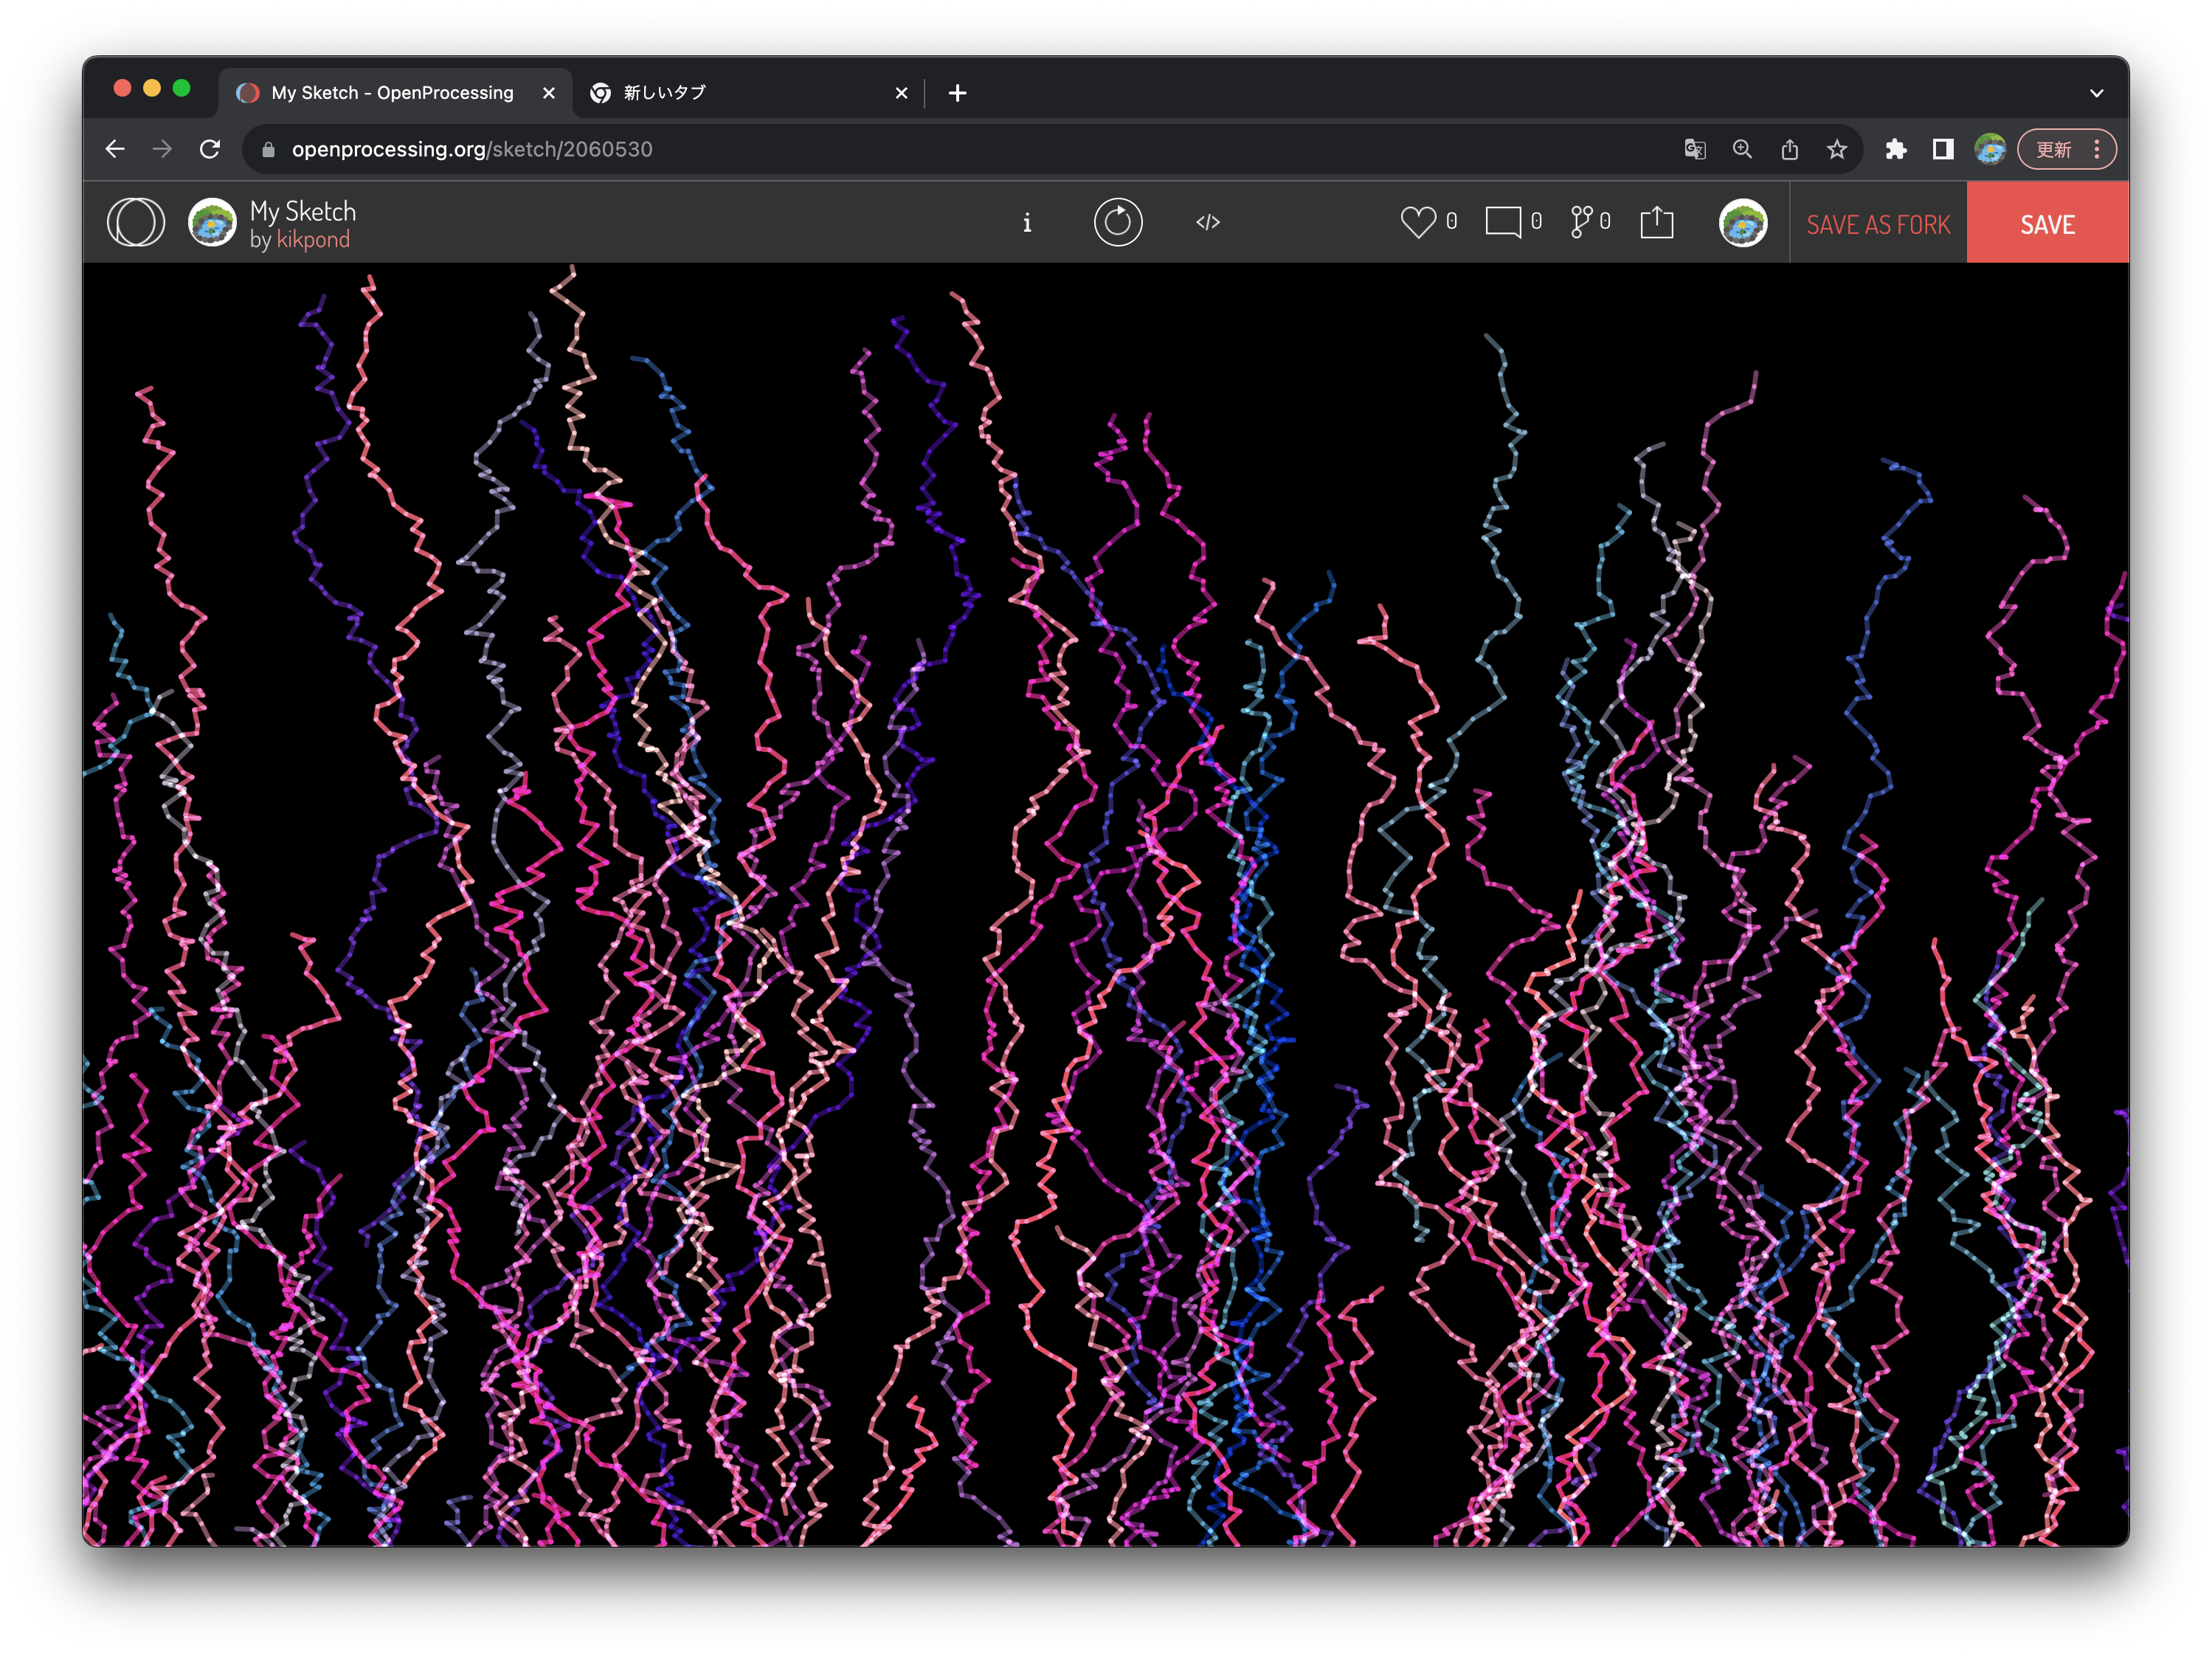 My Sketch - OpenProcessing
新しいタブ
openprocessing.org/sketch/2060530
更新
My Sketch
by kikpond
i
</>
0
0
0
SAVE AS FORK
SAVE